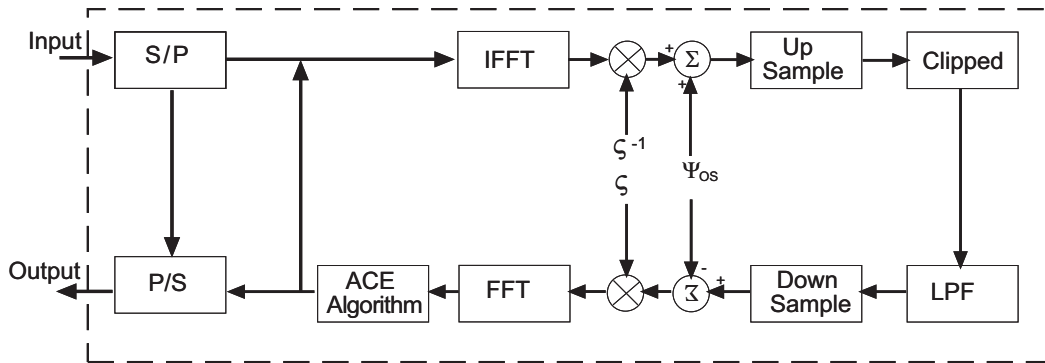 Input
S/P
IFFT
+
Σ
+
Up
Sample
Clipped
ς -1
ς
Ψos
Output
P/S
ACE
Algorithm
FFT
Σ
-
+
Down
Sample
LPF